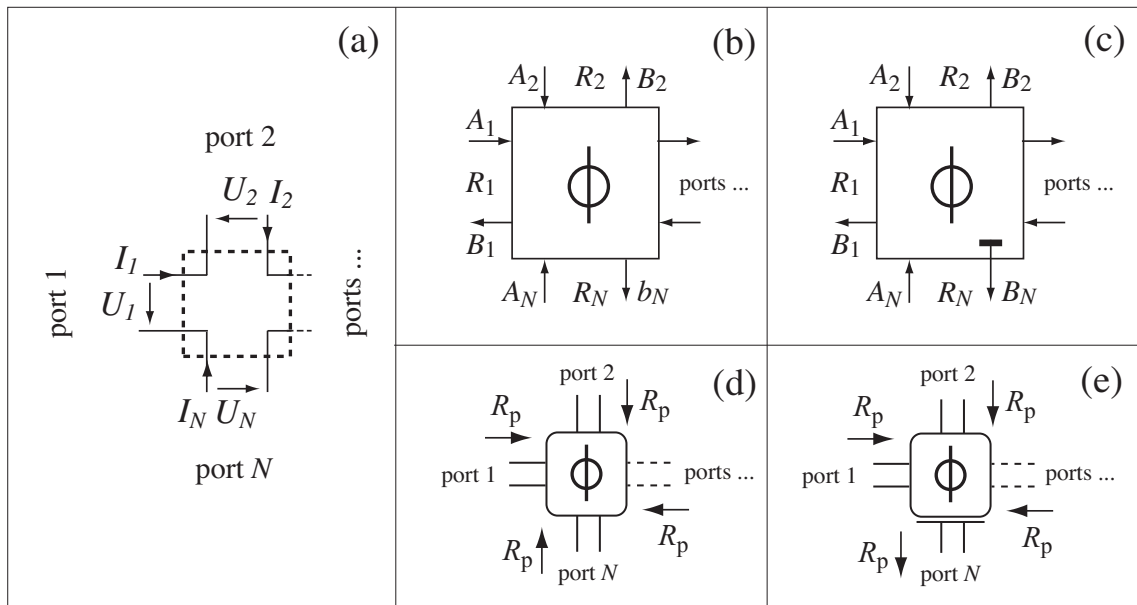 (a)
port 2
U2 I2
I1
U1
port 1
ports ...
IN UN
port N
(b)
A2 R2 B2
A1
R1
ports ...
B1
AN RN bN
(c)
A2 R2 B2
A1
R1
ports ...
B1
AN RN BN
(d)
port 2
Rp
Rp
port 1
ports ...
Rp
Rp
port N
(e)
port 2
Rp
Rp
port 1
ports ...
Rp
Rp
port N